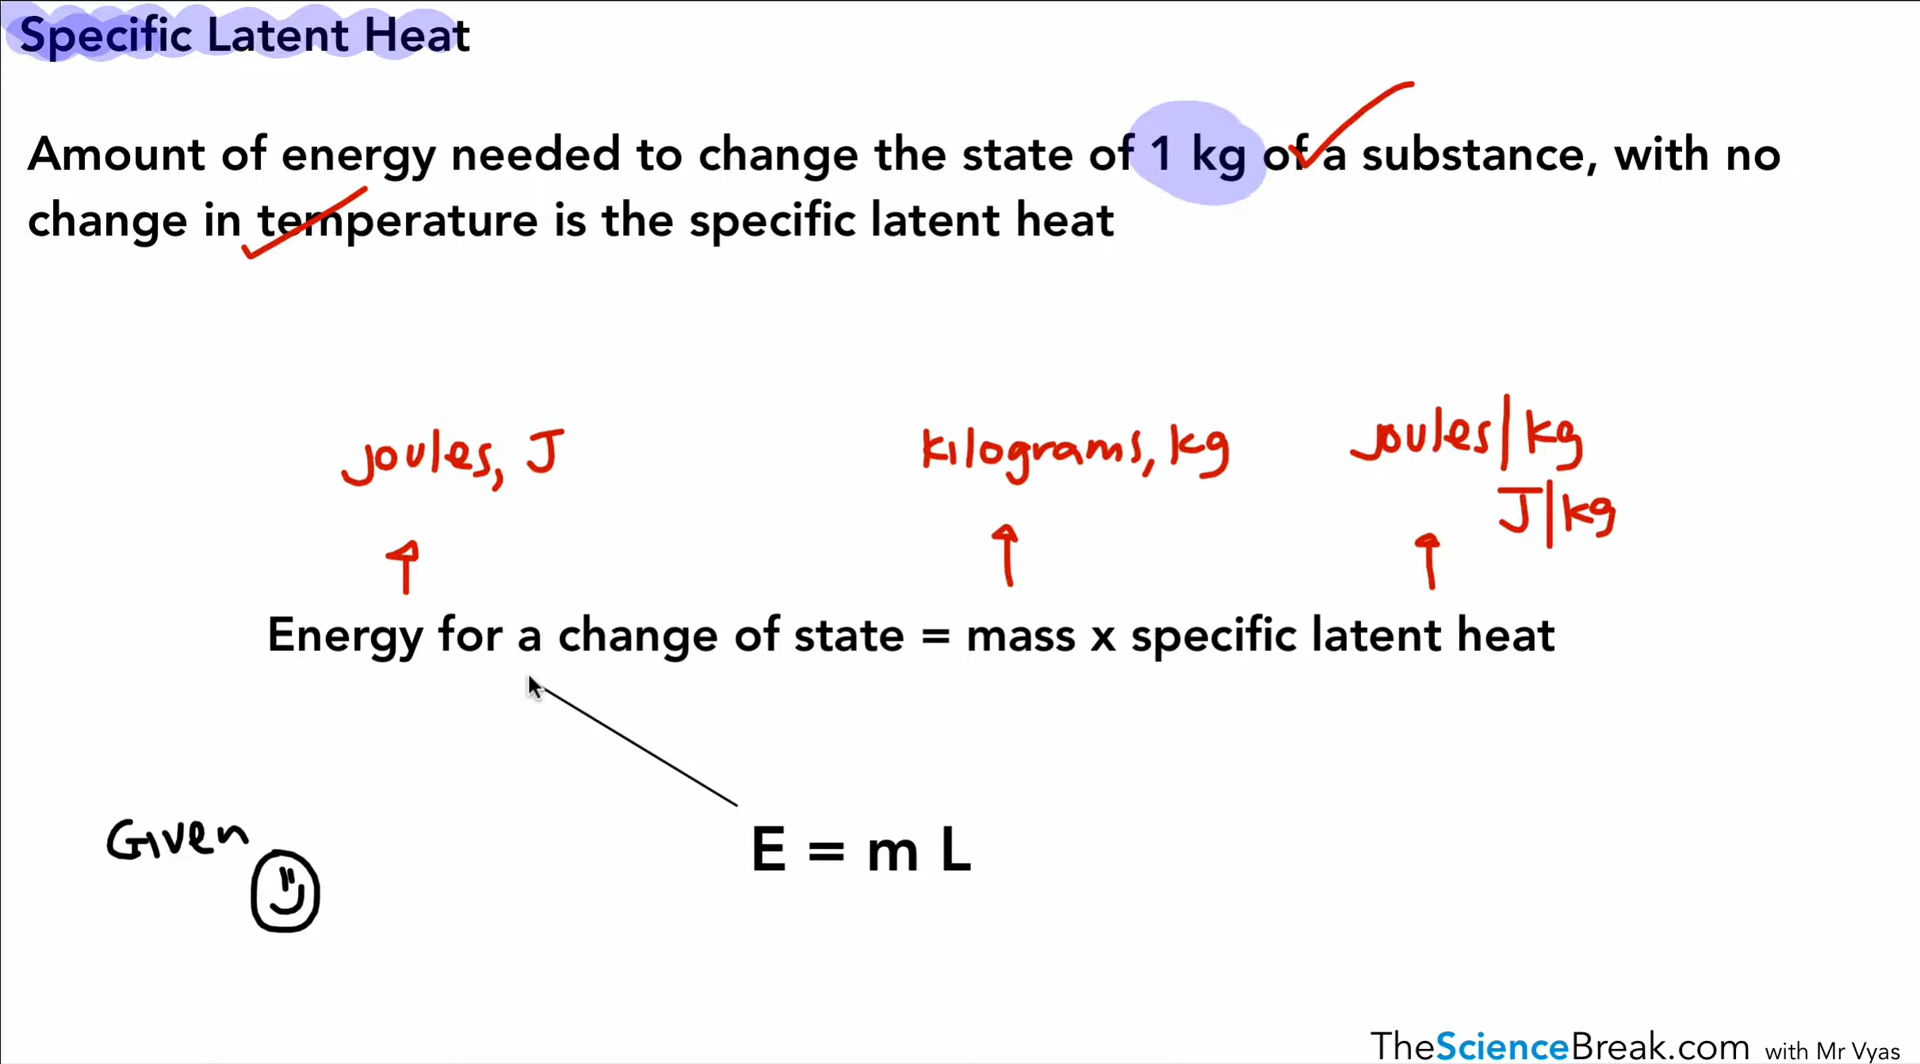 Specific Latent Heat
Amount of energy needed to change the state of 1 kg of a substance, with no
change in temperature is the specific latent heat
Joules, J
kilograms, kg
Joules/kg
J/kg
Energy for a change of state = mass x specific latent heat
Given
E = m L
TheScienceBreak.com with Mr Vyas